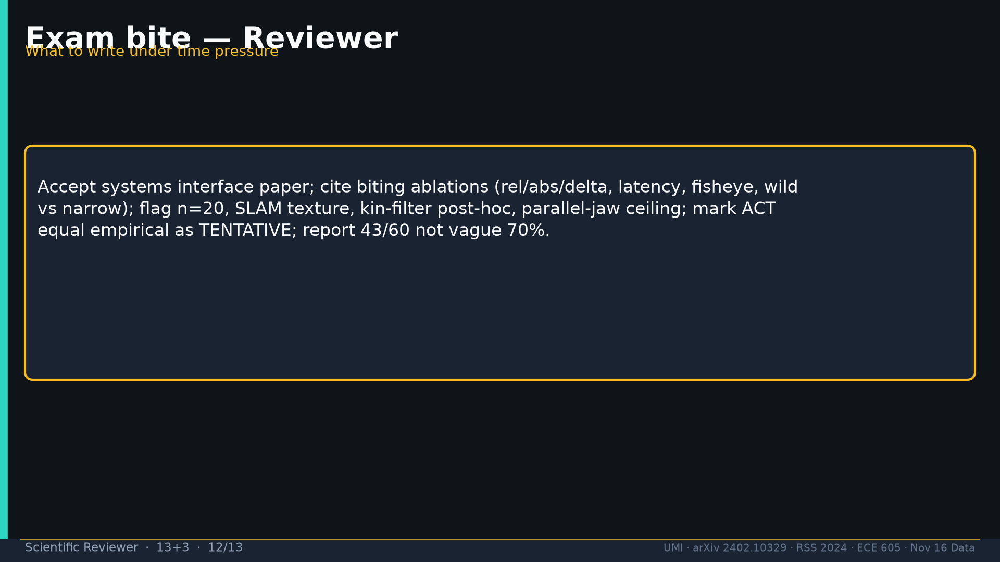 Exam bite — Reviewer
What to write under time pressure
Accept systems interface paper; cite biting ablations (rel/abs/delta, latency, fisheye, wild
vs narrow); flag n=20, SLAM texture, kin-filter post-hoc, parallel-jaw ceiling; mark ACT
equal empirical as TENTATIVE; report 43/60 not vague 70%.
Scientific Reviewer · 13+3 · 12/13
UMI · arXiv 2402.10329 · RSS 2024 · ECE 605 · Nov 16 Data